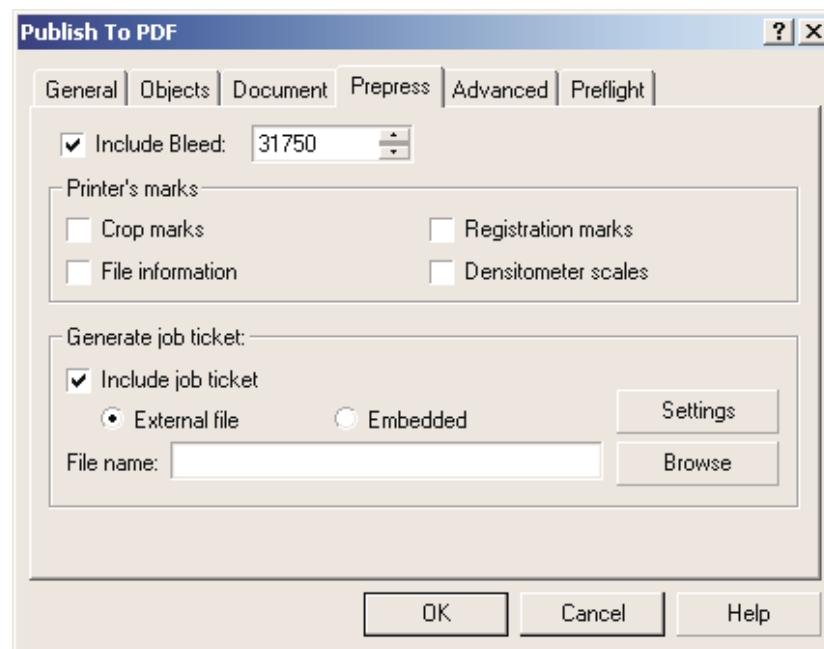 Publish To PDF
General Objects Document Prepress Advanced Preflight
Include Bleed: 31750
Printer's marks
Crop marks Registration marks
File information Densitometer scales
Generate job ticket:
Include job ticket
External file Embedded Settings
File name: Browse
OK Cancel Help